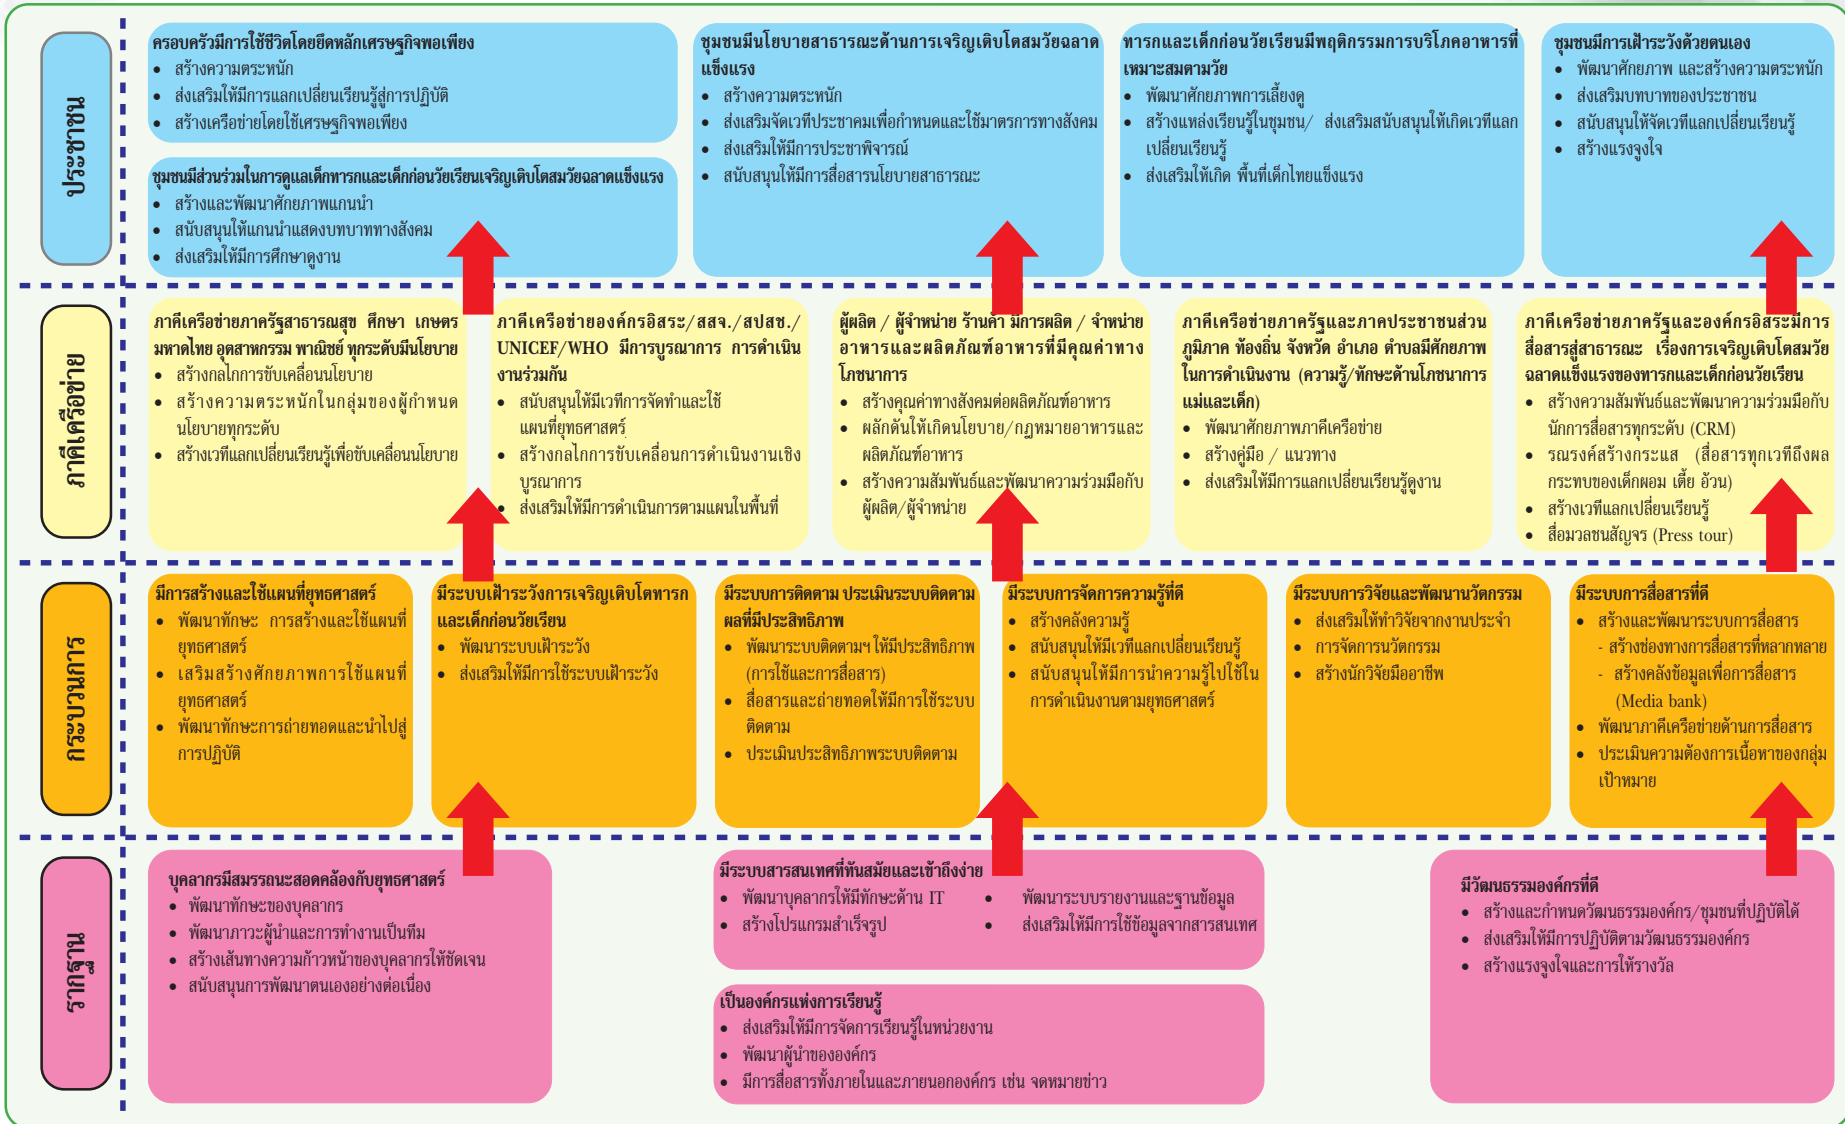 ประชาชน
ครอบครัวมีการใช้ชีวิตโดยยึดหลักเศรษฐกิจพอเพียง
• สร้างความตระหนัก
• ส่งเสริมให้มีการแลกเปลี่ยนเรียนรู้สู่การปฏิบัติ
• สร้างเครือข่ายโดยใช้เศรษฐกิจพอเพียง
ชุมชนมีส่วนร่วมในการดูแลเด็กทารกและเด็กก่อนวัยเรียนเจริญเติบโตสมวัยฉลาดแข็งแรง
• สร้างและพัฒนาศักยภาพแกนนำ
• สนับสนุนให้แกนนำแสดงบทบาททางสังคม
• ส่งเสริมให้มีการศึกษาดูงาน
ชุมชนมีนโยบายสาธารณะด้านการเจริญเติบโตสมวัยฉลาด
แข็งแรง
• สร้างความตระหนัก
• ส่งเสริมจัดเวทีประชาคมเพื่อกำหนดและใช้มาตรการทางสังคม
• ส่งเสริมให้มีการประชาพิจารณ์
• สนับสนุนให้มีการสื่อสารนโยบายสาธารณะ
ทารกและเด็กก่อนวัยเรียนมีพฤติกรรมการบริโภคอาหารที่
เหมาะสมตามวัย
• พัฒนาศักยภาพการเลี้ยงดู
• สร้างแหล่งเรียนรู้ในชุมชน/ ส่งเสริมสนับสนุนให้เกิดเวทีแลก
เปลี่ยนเรียนรู้
• ส่งเสริมให้เกิด พื้นที่เด็กไทยแข็งแรง
ชุมชนมีการเฝ้าระวังด้วยตนเอง
• พัฒนาศักยภาพ และสร้างความตระหนัก
• ส่งเสริมบทบาทของประชาชน
• สนับสนุนให้จัดเวทีแลกเปลี่ยนเรียนรู้
• สร้างแรงจูงใจ
ภาคีเครือข่าย
ภาคีเครือข่ายภาครัฐสาธารณสุข ศึกษา เกษตร
มหาดไทย อุตสาหกรรม พาณิชย์ ทุกระดับมีนโยบาย
• สร้างกลไกการขับเคลื่อนนโยบาย
• สร้างความตระหนักในกลุ่มของผู้กำหนด
นโยบายทุกระดับ
• สร้างเวทีแลกเปลี่ยนเรียนรู้เพื่อขับเคลื่อนนโยบาย
ภาคีเครือข่ายองค์กรอิสระ/สสจ./สปสช./
UNICEF/WHO มีการบูรณาการ การดำเนิน
งานร่วมกัน
• สนับสนุนให้มีเวทีการจัดทำและใช้
แผนที่ยุทธศาสตร์
• สร้างกลไกการขับเคลื่อนการดำเนินงานเชิง
บูรณาการ
• ส่งเสริมให้มีการดำเนินการตามแผนในพื้นที่
ผู้ผลิต / ผู้จำหน่าย ร้านค้า มีการผลิต / จำหน่าย
อาหารและผลิตภัณฑ์อาหารที่มีคุณค่าทาง
โภชนาการ
• สร้างคุณค่าทางสังคมต่อผลิตภัณฑ์อาหาร
• ผลักดันให้เกิดนโยบาย/กฎหมายอาหารและ
ผลิตภัณฑ์อาหาร
• สร้างความสัมพันธ์และพัฒนาความร่วมมือกับ
ผู้ผลิต/ผู้จำหน่าย
ภาคีเครือข่ายภาครัฐและภาคประชาชนส่วน
ภูมิภาค ท้องถิ่น จังหวัด อำเภอ ตำบลมีศักยภาพ
ในการดำเนินงาน (ความรู้/ทักษะด้านโภชนาการ
แม่และเด็ก)
• พัฒนาศักยภาพภาคีเครือข่าย
• สร้างคู่มือ / แนวทาง
• ส่งเสริมให้มีการแลกเปลี่ยนเรียนรู้ดูงาน
ภาคีเครือข่ายภาครัฐและองค์กรอิสระมีการ
สื่อสารสู่สาธารณะ เรื่องการเจริญเติบโตสมวัย
ฉลาดแข็งแรงของทารกและเด็กก่อนวัยเรียน
• สร้างความสัมพันธ์และพัฒนาความร่วมมือกับ
นักการสื่อสารทุกระดับ (CRM)
• รณรงค์สร้างกระแส (สื่อสารทุกเวทีถึงผล
กระทบของเด็กผอม เตี้ย อ้วน)
• สร้างเวทีแลกเปลี่ยนเรียนรู้
• สื่อมวลชนสัญจร (Press tour)
กระบวนการ
มีการสร้างและใช้แผนที่ยุทธศาสตร์
• พัฒนาทักษะ การสร้างและใช้แผนที่
ยุทธศาสตร์
• เสริมสร้างศักยภาพการใช้แผนที่
ยุทธศาสตร์
• พัฒนาทักษะการถ่ายทอดและนำไปสู่
การปฏิบัติ
มีระบบเฝ้าระวังการเจริญเติบโตทารก
และเด็กก่อนวัยเรียน
• พัฒนาระบบเฝ้าระวัง
• ส่งเสริมให้มีการใช้ระบบเฝ้าระวัง
มีระบบการติดตาม ประเมินระบบติดตาม
ผลที่มีประสิทธิภาพ
• พัฒนาระบบติดตามฯ ให้มีประสิทธิภาพ
(การใช้และการสื่อสาร)
• สื่อสารและถ่ายทอดให้มีการใช้ระบบ
ติดตาม
• ประเมินประสิทธิภาพระบบติดตาม
มีระบบการจัดการความรู้ที่ดี
• สร้างคลังความรู้
• สนับสนุนให้มีเวทีแลกเปลี่ยนเรียนรู้
• สนับสนุนให้มีการนำความรู้ไปใช้ใน
การดำเนินงานตามยุทธศาสตร์
มีระบบการวิจัยและพัฒนานวัตกรรม
• ส่งเสริมให้ทำวิจัยจากงานประจำ
• การจัดการนวัตกรรม
• สร้างนักวิจัยมืออาชีพ
มีระบบการสื่อสารที่ดี
• สร้างและพัฒนาระบบการสื่อสาร
- สร้างช่องทางการสื่อสารที่หลากหลาย
- สร้างคลังข้อมูลเพื่อการสื่อสาร
(Media bank)
• พัฒนาภาคีเครือข่ายด้านการสื่อสาร
• ประเมินความต้องการเนื้อหาของกลุ่ม
เป้าหมาย
รากฐาน
บุคลากรมีสมรรถนะสอดคล้องกับยุทธศาสตร์
• พัฒนาทักษะของบุคลากร
• พัฒนาภาวะผู้นำและการทำงานเป็นทีม
• สร้างเส้นทางความก้าวหน้าของบุคลากรให้ชัดเจน
• สนับสนุนการพัฒนาตนเองอย่างต่อเนื่อง
มีระบบสารสนเทศที่ทันสมัยและเข้าถึงง่าย
• พัฒนาบุคลากรให้มีทักษะด้าน IT • พัฒนาระบบรายงานและฐานข้อมูล
• สร้างโปรแกรมสำเร็จรูป • ส่งเสริมให้มีการใช้ข้อมูลจากสารสนเทศ
เป็นองค์กรแห่งการเรียนรู้
• ส่งเสริมให้มีการจัดการเรียนรู้ในหน่วยงาน
• พัฒนาผู้นำขององค์กร
• มีการสื่อสารทั้งภายในและภายนอกองค์กร เช่น จดหมายข่าว
มีวัฒนธรรมองค์กรที่ดี
• สร้างและกำหนดวัฒนธรรมองค์กร/ชุมชนที่ปฏิบัติได้
• ส่งเสริมให้มีการปฏิบัติตามวัฒนธรรมองค์กร
• สร้างแรงจูงใจและการให้รางวัล